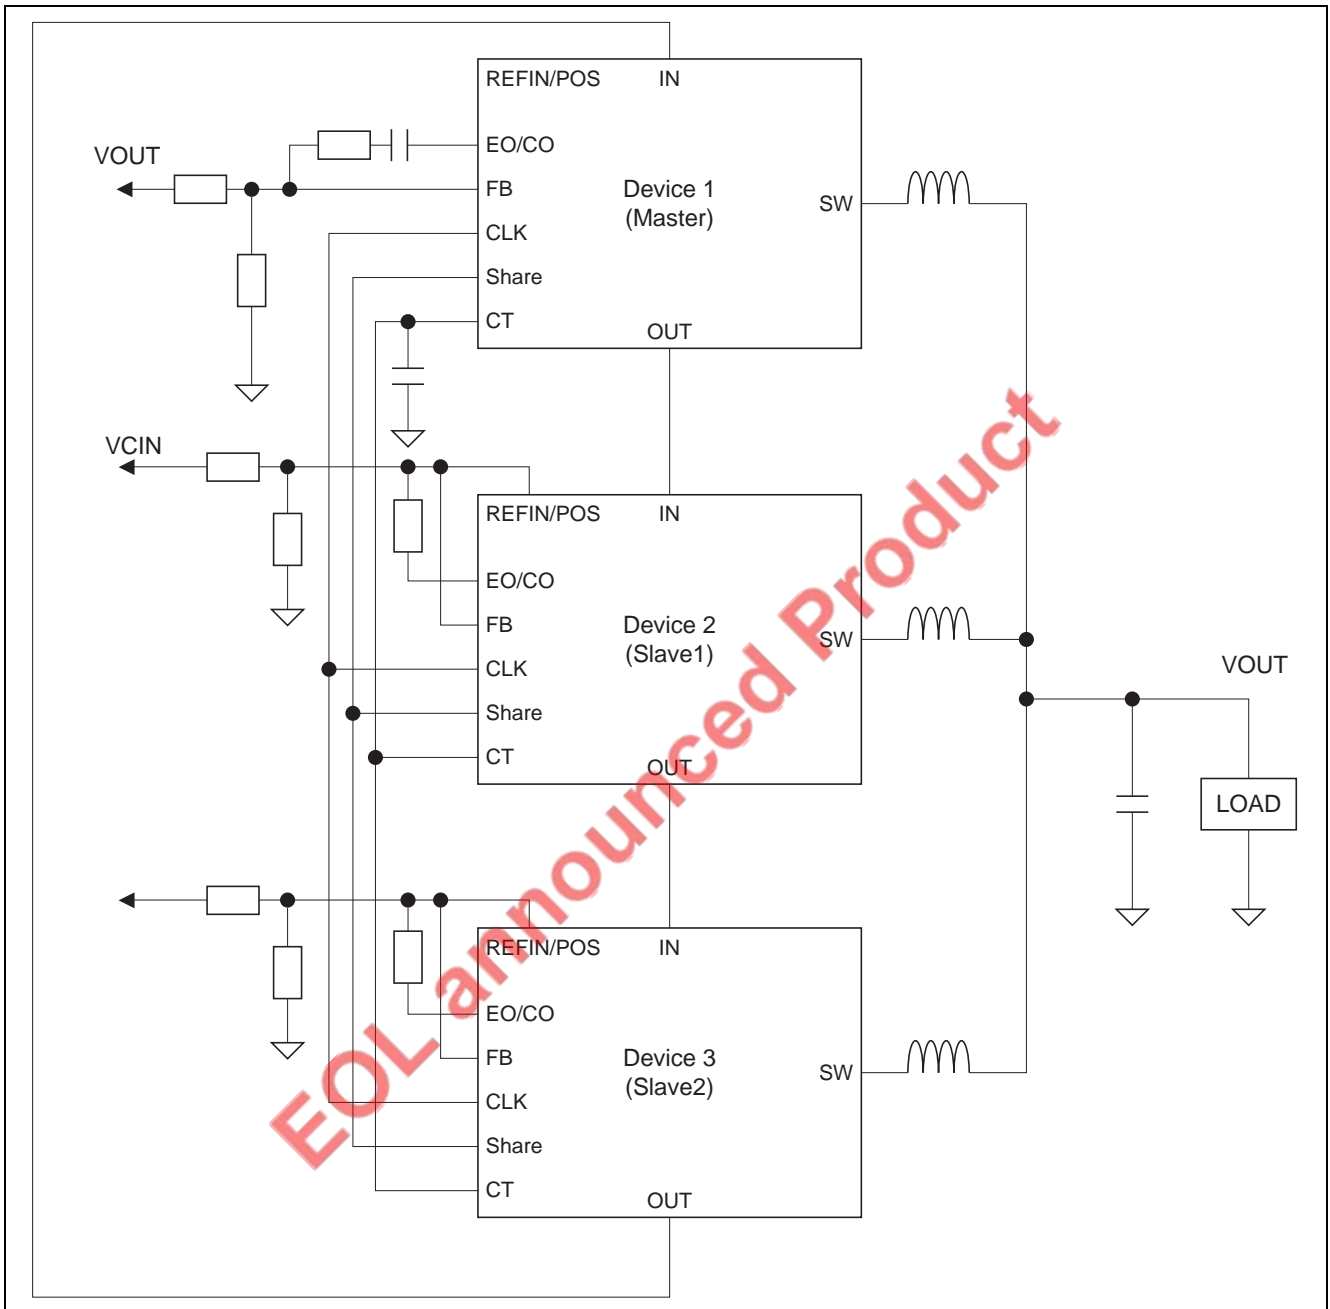 REFIN/POS IN
EO/CO
VOUT
FB
Device 1
(Master)
SW
CLK
Share
CT
OUT
VCIN
REFIN/POS IN
EO/CO
FB
Device 2
(Slave1)
SW
CLK
Share
CT
OUT
VOUT
LOAD
REFIN/POS IN
EO/CO
FB
Device 3
(Slave2)
SW
CLK
Share
CT
OUT
EOL announced Product